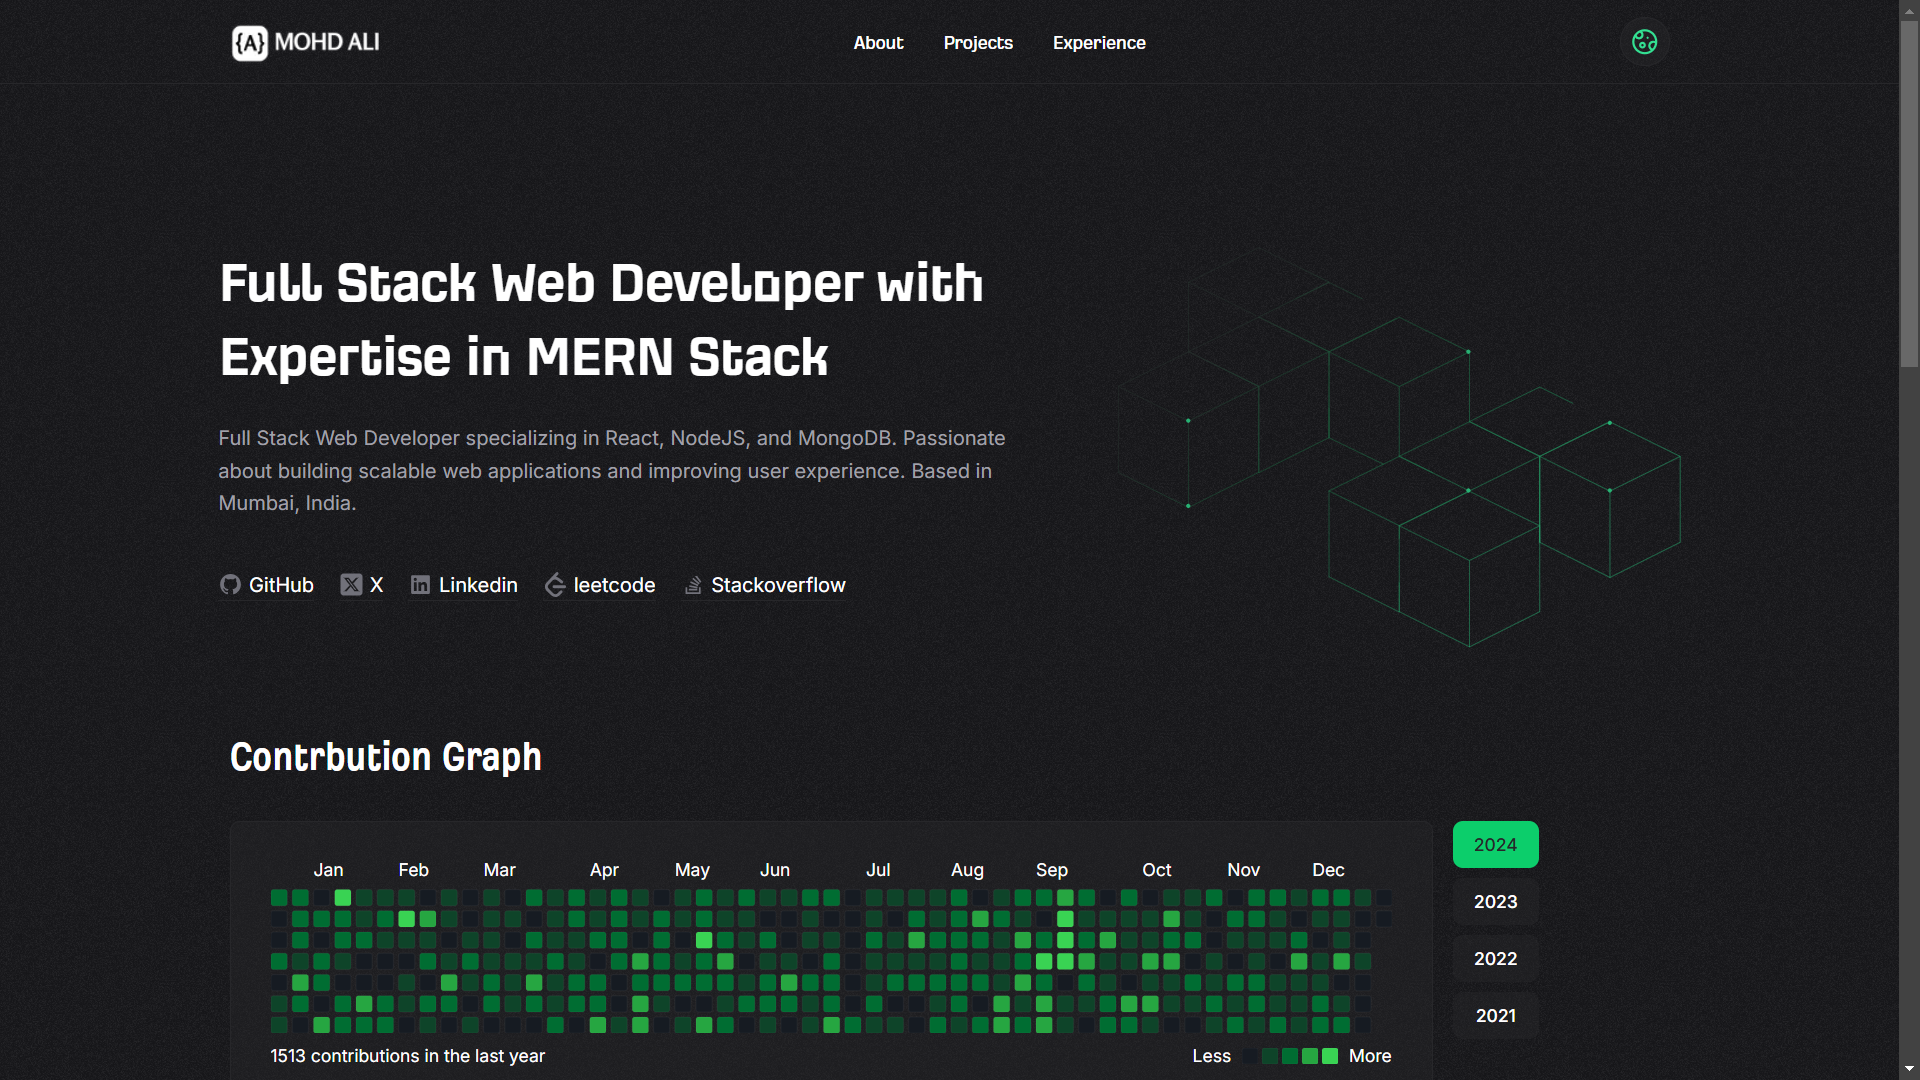 {A} MOHD ALI
About Projects Experience
Full Stack Web Developer with
Expertise in MERN Stack
Full Stack Web Developer specializing in React, NodeJS, and MongoDB. Passionate
about building scalable web applications and improving user experience. Based in
Mumbai, India.
GitHub X Linkedin leetcode Stackoverflow
Contrbution Graph
Jan Feb Mar Apr May Jun Jul Aug Sep Oct Nov Dec
1513 contributions in the last year
Less More
2024
2023
2022
2021